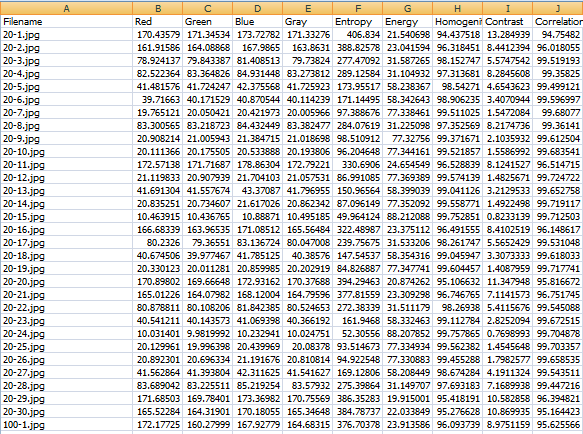 A B C D E F G H I J
Filename Red Green Blue Gray Entropy Energy Homogenit Contrast Correlation
20-1.jpg 170.43579 171.34534 173.72782 171.33276 406.834 21.540698 94.437518 13.284939 94.75482
20-2.jpg 161.91586 164.08868 167.9865 163.8631 388.82578 23.041594 96.318451 8.4412394 96.018055
20-3.jpg 78.924137 79.843387 81.408513 79.73824 277.47092 31.587265 98.152747 5.5747542 99.519193
20-4.jpg 82.522364 83.364826 84.931448 83.273812 289.12584 31.104932 97.313681 8.2845608 99.35825
20-5.jpg 41.481576 41.724247 42.375568 41.725923 173.95517 58.238367 98.54271 4.6543623 99.499121
20-6.jpg 39.71663 40.171529 40.870544 40.114239 171.14495 58.342643 98.906235 3.4070944 99.596997
20-7.jpg 19.765121 20.050421 20.421973 20.005966 97.388676 77.338461 99.511025 1.5472084 99.68077
20-8.jpg 83.300565 83.218723 84.432449 83.382477 284.07619 31.225098 97.352569 8.2174736 99.36141
20-9.jpg 20.908214 21.005943 21.384715 21.018698 98.510912 77.32756 99.371671 2.1035932 99.612504
20-10.jpg 20.111366 20.175505 20.533888 20.193806 96.204648 77.344161 99.521857 1.5586992 99.683541
20-11.jpg 172.57138 171.71687 178.86304 172.79221 330.6906 24.654549 96.528839 8.1241527 96.514715
20-12.jpg 21.119833 20.907939 21.704103 21.057531 86.991085 77.369389 99.574139 1.4825671 99.724722
20-13.jpg 41.691304 41.557674 43.37087 41.796955 150.96564 58.399039 99.041126 3.2129533 99.652758
20-14.jpg 20.835251 20.734607 21.617026 20.862342 87.096149 77.352092 99.558771 1.4922498 99.719117
20-15.jpg 10.463915 10.436765 10.88871 10.495185 49.964124 88.212088 99.752851 0.8233139 99.712503
20-16.jpg 166.68339 163.96535 171.08512 165.56484 322.48987 23.375112 96.491555 8.4102519 96.148617
20-17.jpg 80.2326 79.36551 83.136724 80.047008 239.75675 31.533206 98.261747 5.5652429 99.531048
20-18.jpg 40.674506 39.977467 41.785125 40.38576 147.54537 58.354316 99.045947 3.3073333 99.618033
20-19.jpg 20.330123 20.011281 20.859985 20.202919 84.826887 77.347741 99.604457 1.4087959 99.717741
20-20.jpg 170.89802 169.66648 172.93162 170.37688 394.29463 20.874262 95.106632 11.347948 95.816672
20-21.jpg 165.01226 164.07982 168.12004 164.79596 377.81559 23.309298 96.746765 7.1141573 96.751745
20-22.jpg 80.878811 80.108206 81.842385 80.524653 272.38339 31.511179 98.26938 5.4115676 99.545088
20-23.jpg 40.541211 40.143573 41.069398 40.366192 161.9468 58.332463 99.112784 2.8252094 99.672515
20-24.jpg 10.031401 9.9819992 10.232941 10.024751 52.30556 88.207852 99.757865 0.7698993 99.704878
20-25.jpg 20.129961 19.996398 20.439969 20.08378 93.514673 77.334934 99.562382 1.4545648 99.703357
20-26.jpg 20.892301 20.696334 21.191676 20.810814 94.922548 77.330883 99.455288 1.7982577 99.658535
20-27.jpg 41.562864 41.393804 42.311625 41.541627 169.12806 58.208449 98.674284 4.1911324 99.543511
20-28.jpg 83.689042 83.225511 85.219254 83.57932 275.39864 31.149707 97.693183 7.1689938 99.447216
20-29.jpg 171.68503 169.78401 173.36982 170.75569 386.35283 19.915001 95.418191 10.582858 96.394821
20-30.jpg 165.52284 164.31901 170.18055 165.34648 384.78737 22.033849 95.276628 10.869935 95.164423
100-1.jpg 172.17725 160.27999 167.92779 164.68315 376.70378 23.913586 96.093739 8.9751159 95.625566